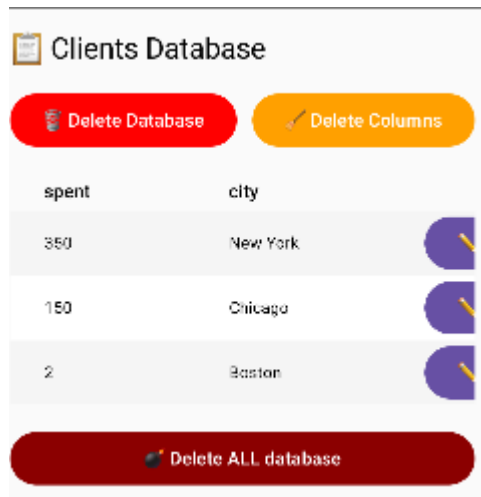 Clients Database
Delete Database
Delete Columns
spent city
350 New York
150 Chicago
2 Boston
Delete ALL database